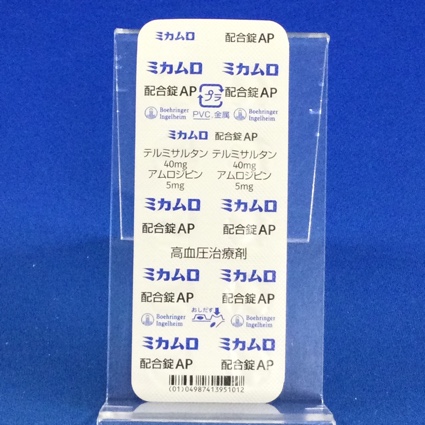 ミカムロ 配合錠AP
ミカムロ ミカムロ
配合錠AP 配合錠AP
プラ
Boehringer Ingelheim PVC,金属 Boehringer Ingelheim
ミカムロ 配合錠AP
テルミサルタン テルミサルタン
40mg 40mg
アムロジピン アムロジピン
5mg 5mg
ミカムロ ミカムロ
配合錠AP 配合錠AP
高血圧治療剤
ミカムロ ミカムロ
配合錠AP 配合錠AP
Boehringer Ingelheim おしだす Boehringer Ingelheim
ミカムロ ミカムロ
配合錠AP 配合錠AP
(01)04987413951012